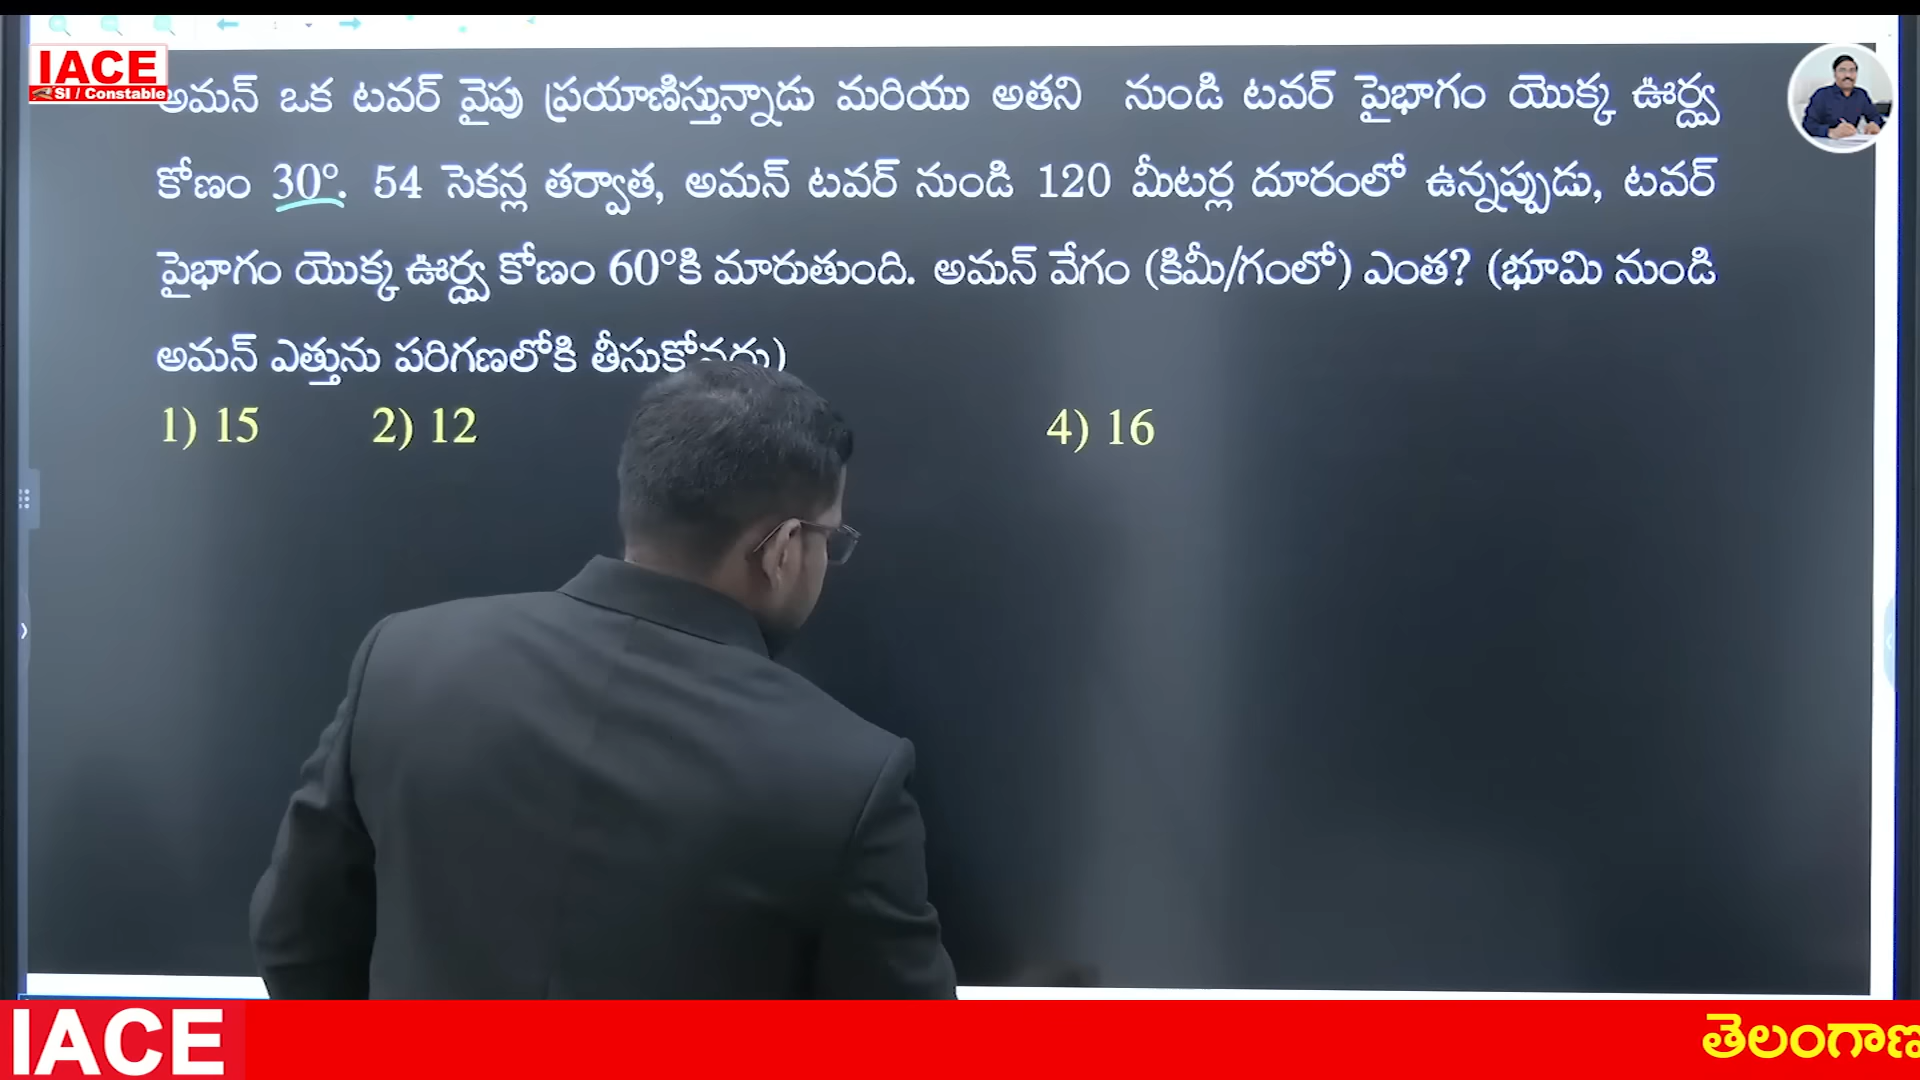 IACE
SI / Constable
అమన్ ఒక టవర్ వైపు ప్రయాణిస్తున్నాడు మరియు అతని నుండి టవర్ పైభాగం యొక్క ఊర్ధ్వ
కోణం 30°. 54 సెకన్ల తర్వాత, అమన్ టవర్ నుండి 120 మీటర్ల దూరంలో ఉన్నప్పుడు, టవర్
పైభాగం యొక్క ఊర్ధ్వ కోణం 60°కి మారుతుంది. అమన్ వేగం (కిమీ/గంలో) ఎంత? (భూమి నుండి
అమన్ ఎత్తును పరిగణలోకి
1) 15 2) 12 4) 16
IACE
తెలంగాణ